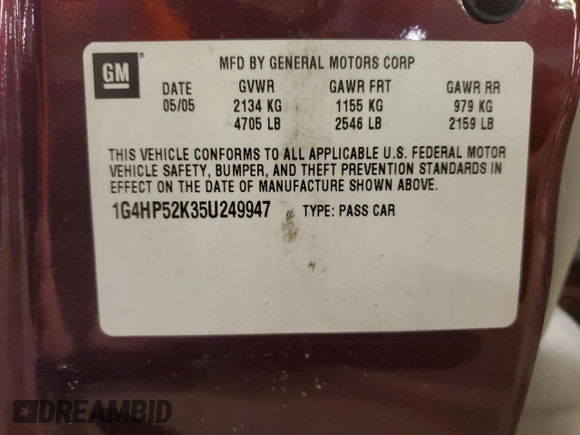 GM
MFD BY GENERAL MOTORS CORP
DATE GVWR GAWR FRT GAWR RR
05/05 2134 KG 1155 KG 979 KG
4705 LB 2546 LB 2159 LB
THIS VEHICLE CONFORMS TO ALL APPLICABLE U.S. FEDERAL MOTOR
VEHICLE SAFETY, BUMPER, AND THEFT PREVENTION STANDARDS IN
EFFECT ON THE DATE OF MANUFACTURE SHOWN ABOVE.
1G4HP52K35U249947 TYPE: PASS CAR
DREAMBID